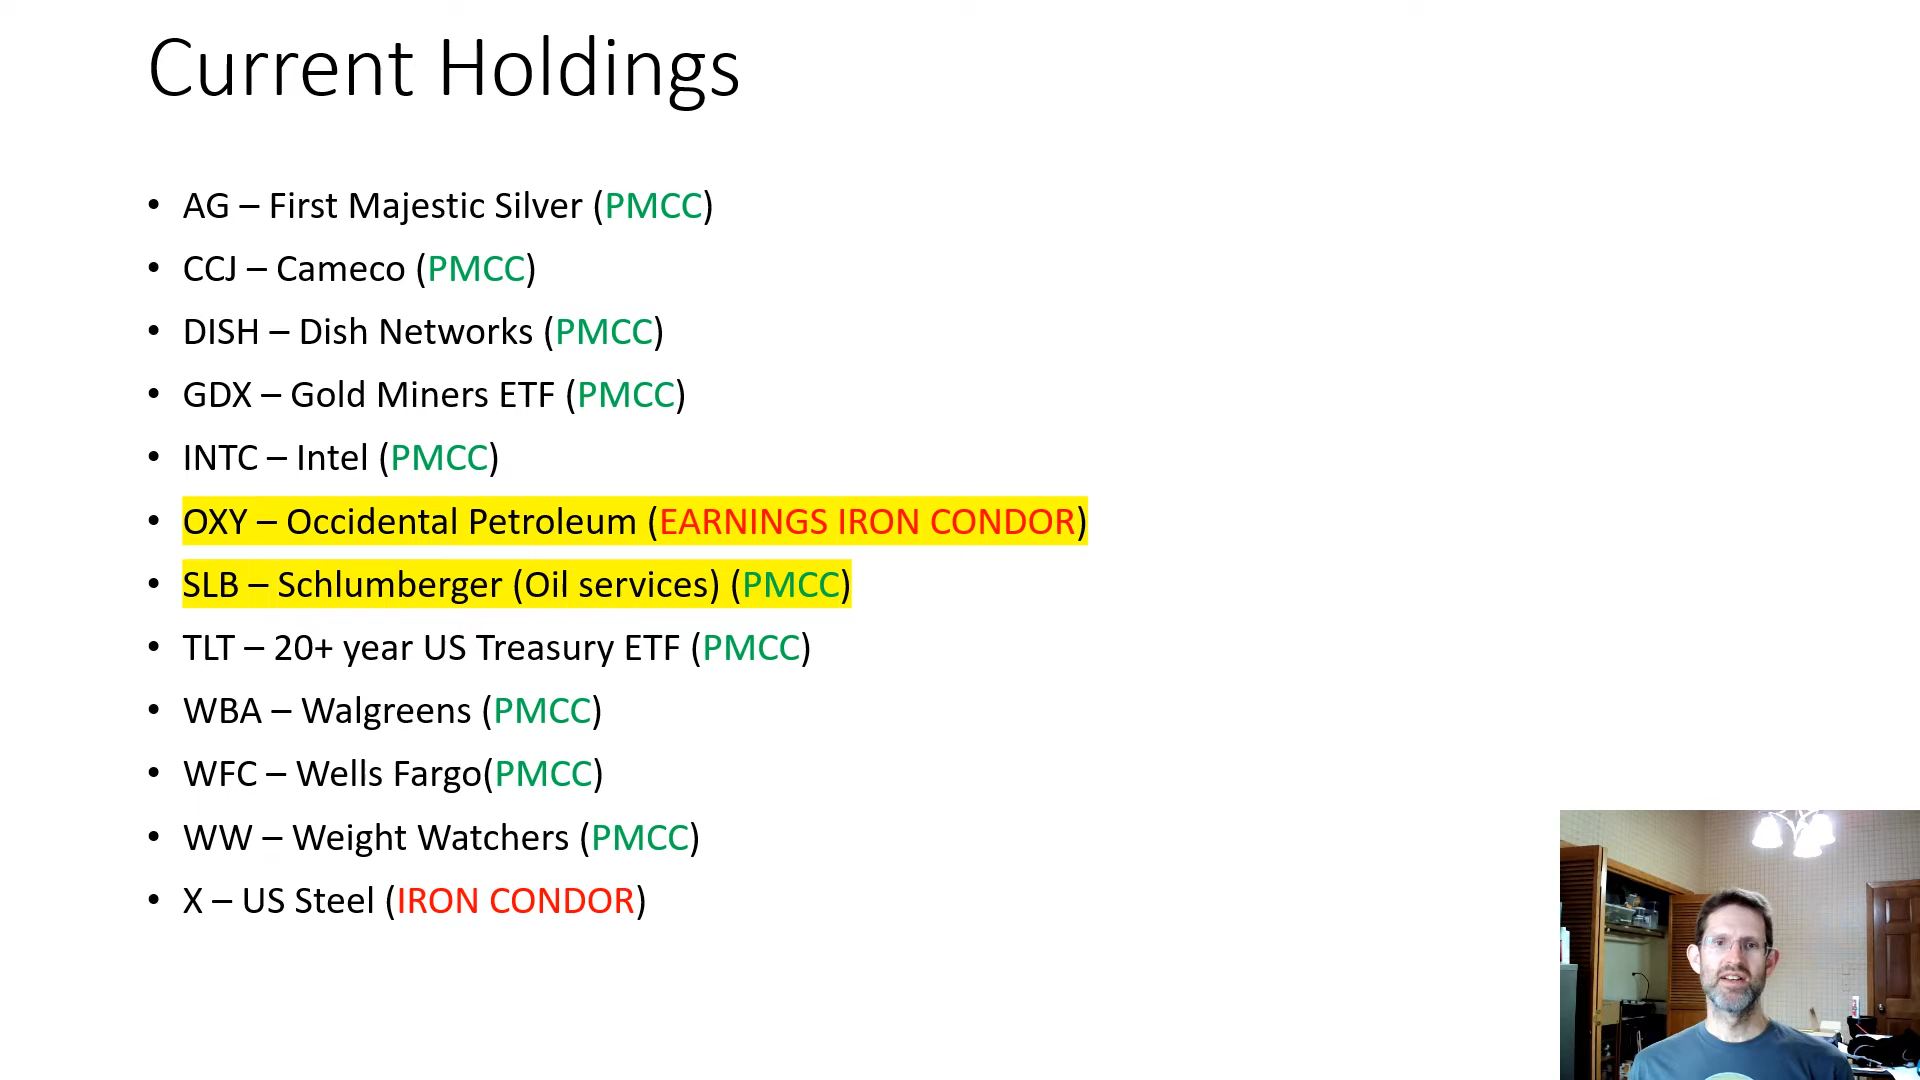 Current Holdings
• AG – First Majestic Silver (PMCC)
• CCJ – Cameco (PMCC)
• DISH – Dish Networks (PMCC)
• GDX – Gold Miners ETF (PMCC)
• INTC – Intel (PMCC)
• OXY – Occidental Petroleum (EARNINGS IRON CONDOR)
• SLB – Schlumberger (Oil services) (PMCC)
• TLT – 20+ year US Treasury ETF (PMCC)
• WBA – Walgreens (PMCC)
• WFC – Wells Fargo(PMCC)
• WW – Weight Watchers (PMCC)
• X – US Steel (IRON CONDOR)